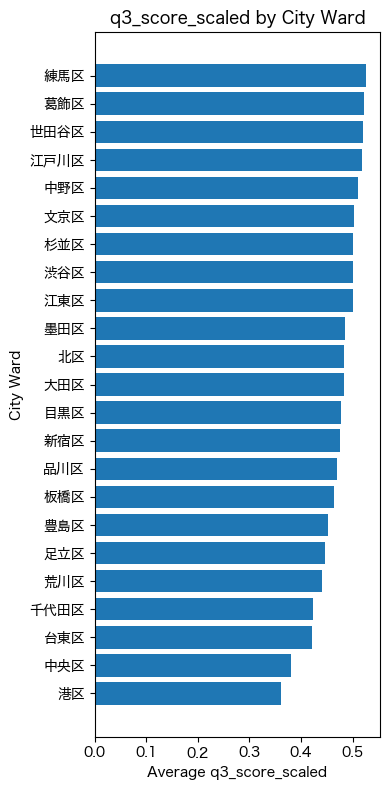 q3_score_scaled by City Ward
練馬区
葛飾区
世田谷区
江戸川区
中野区
文京区
杉並区
渋谷区
江東区
墨田区
北区
大田区
目黒区
新宿区
品川区
板橋区
豊島区
足立区
荒川区
千代田区
台東区
中央区
港区
City Ward
0.0 0.1 0.2 0.3 0.4 0.5
Average q3_score_scaled